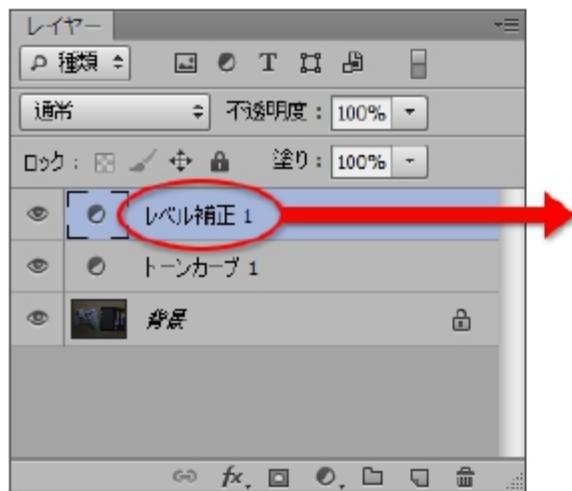 レイヤー
種類
通常 不透明度： 100%
ロック： 塗り： 100%
レベル補正 1
トーンカーブ 1
背景
fx